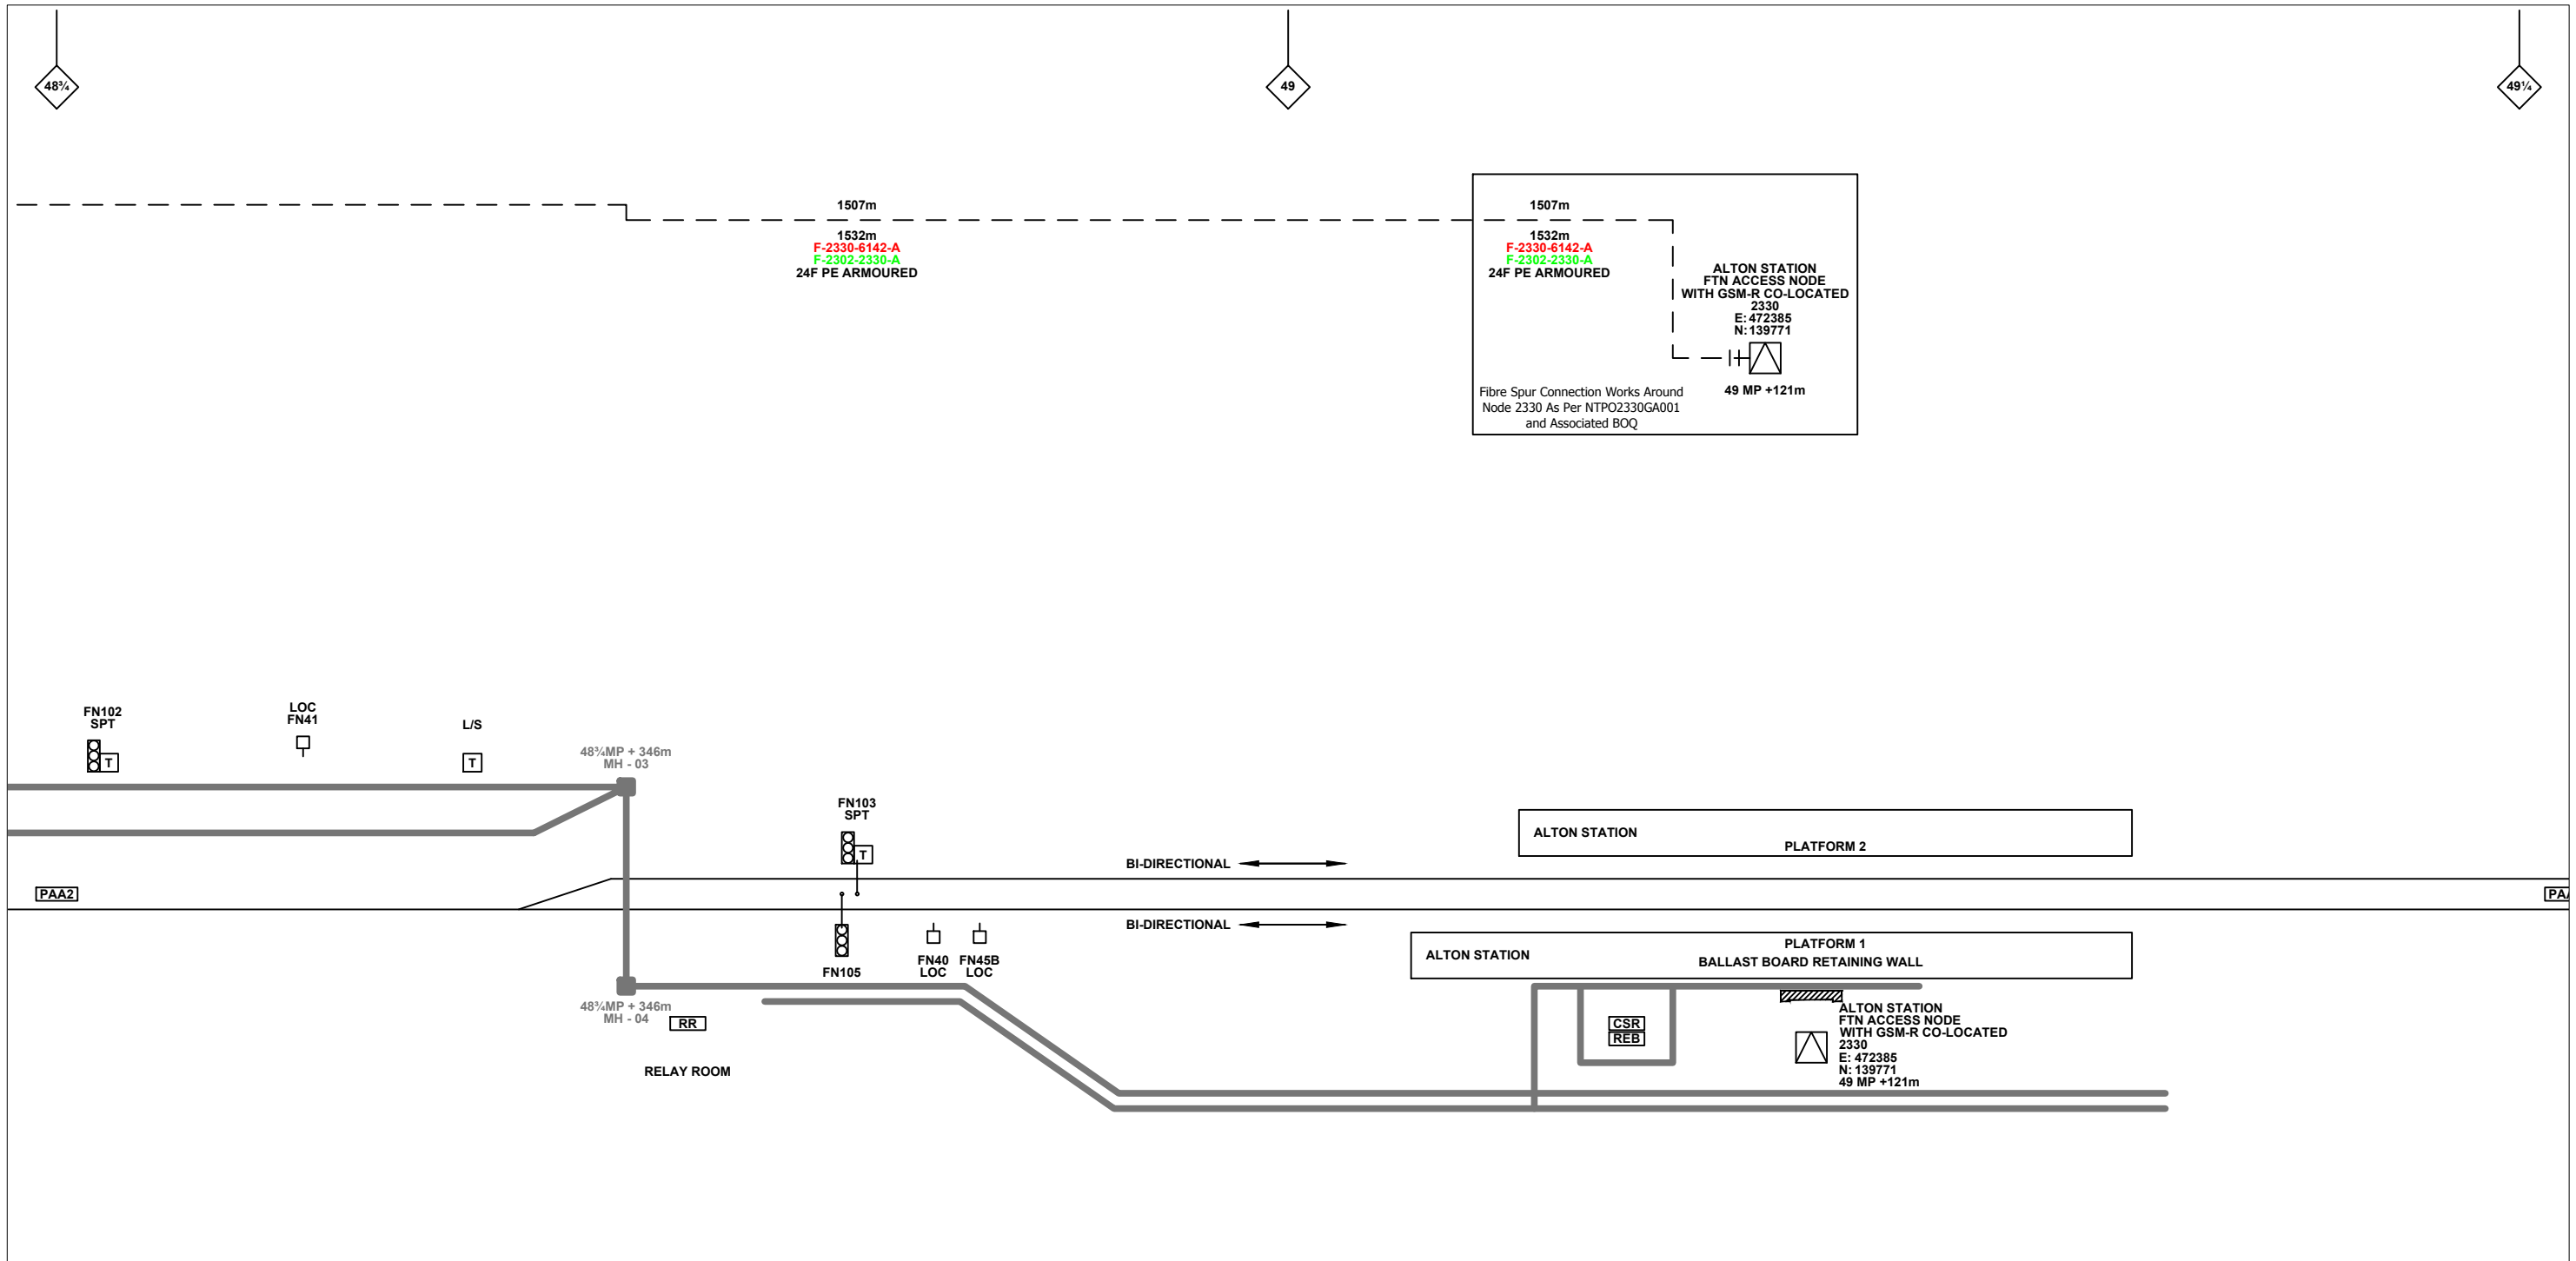 48¾
49
49¼
1507m
1532m
F-2330-6142-A
F-2302-2330-A
24F PE ARMOURED
1507m
1532m
F-2330-6142-A
F-2302-2330-A
24F PE ARMOURED
ALTON STATION
FTN ACCESS NODE
WITH GSM-R CO-LOCATED
2330
E: 472385
N: 139771
49 MP +121m
Fibre Spur Connection Works Around
Node 2330 As Per NTPO2330GA001
and Associated BOQ
FN102
SPT
T
LOC
FN41
L/S
T
48¾MP + 346m
MH - 03
FN103
SPT
T
ALTON STATION
PLATFORM 2
BI-DIRECTIONAL
PAA2
PA
BI-DIRECTIONAL
FN105
FN40
LOC
FN45B
LOC
ALTON STATION
PLATFORM 1
BALLAST BOARD RETAINING WALL
48¾MP + 346m
MH - 04
RR
RELAY ROOM
CSR
REB
ALTON STATION
FTN ACCESS NODE
WITH GSM-R CO-LOCATED
2330
E: 472385
N: 139771
49 MP +121m